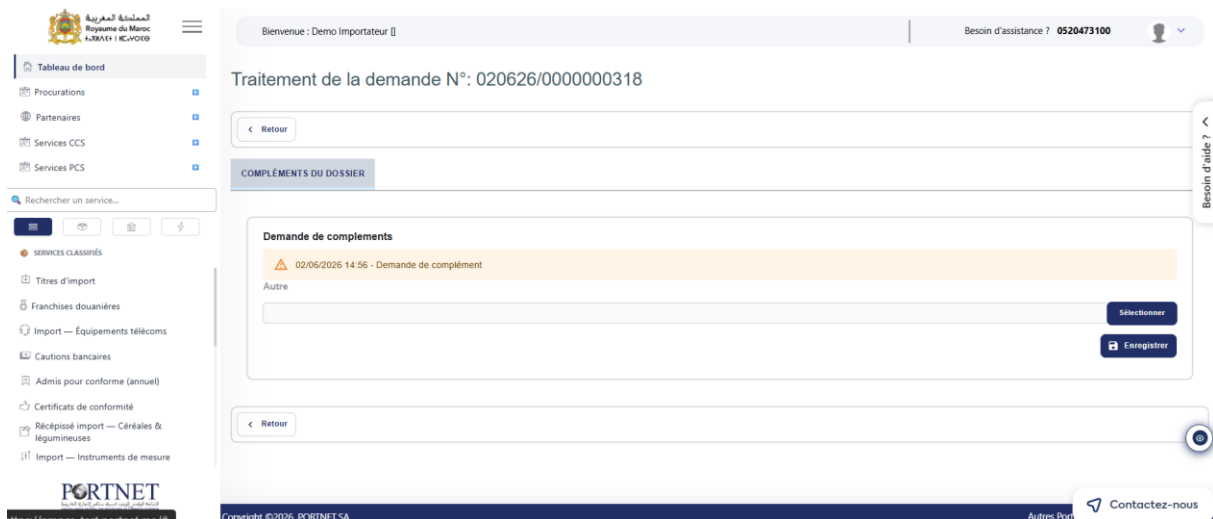 المملكة المغربية
Royaume du Maroc
ⵜⴰⴳⵍⴷⵉⵜ ⵏ ⵍⵎⵖⵔⵉⴱ
Bienvenue : Demo Importateur []
Besoin d'assistance ? 0520473100
Tableau de bord
Procurations
Partenaires
Services CCS
Services PCS
Rechercher un service...
SERVICES CLASSIFIÉS
Titres d'import
Franchises douanières
Import — Équipements télécoms
Cautions bancaires
Admis pour conforme (annuel)
Certificats de conformité
Récépissé import — Céréales &
légumineuses
Import — Instruments de mesure
PORTNET
Traitement de la demande N°: 020626/0000000318
Retour
COMPLÉMENTS DU DOSSIER
Demande de complements
02/06/2026 14:56 - Demande de complément
Autre
Sélectionner
Enregistrer
Retour
Besoin d'aide ?
Contactez-nous
Copyright ©2026, PORTNET SA
Autres Port